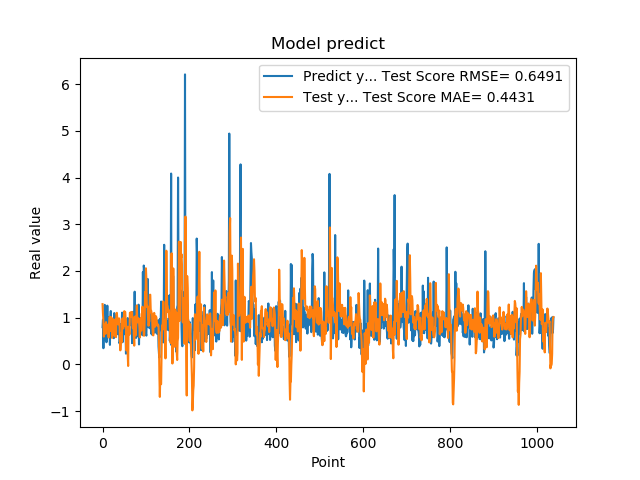 Model predict
Predict y... Test Score RMSE= 0.6491
Test y... Test Score MAE= 0.4431
Real value
6
5
4
3
2
1
0
−1
0 200 400 600 800 1000
Point